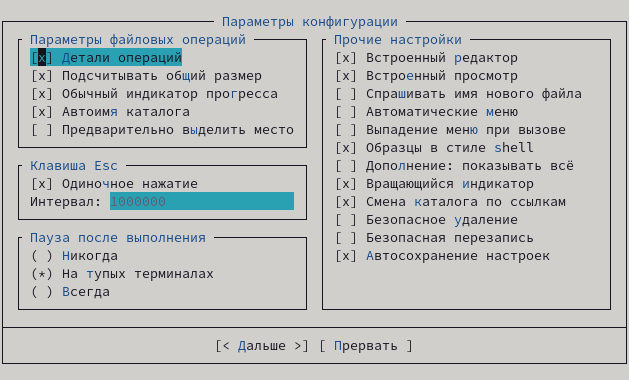 Параметры конфигурации
Параметры файловых операций
[x] Детали операций
[x] Подсчитывать общий размер
[x] Обычный индикатор прогресса
[x] Автоимя каталога
[ ] Предварительно выделить место
Клавиша Esc
[x] Одиночное нажатие
Интервал: 1000000
Пауза после выполнения
( ) Никогда
(*) На тупых терминалах
( ) Всегда
Прочие настройки
[x] Встроенный редактор
[x] Встроенный просмотр
[ ] Спрашивать имя нового файла
[ ] Автоматические меню
[ ] Выпадение меню при вызове
[x] Образцы в стиле shell
[ ] Дополнение: показывать всё
[x] Вращающийся индикатор
[x] Смена каталога по ссылкам
[ ] Безопасное удаление
[ ] Безопасная перезапись
[x] Автосохранение настроек
[< Дальше >] [ Прервать ]